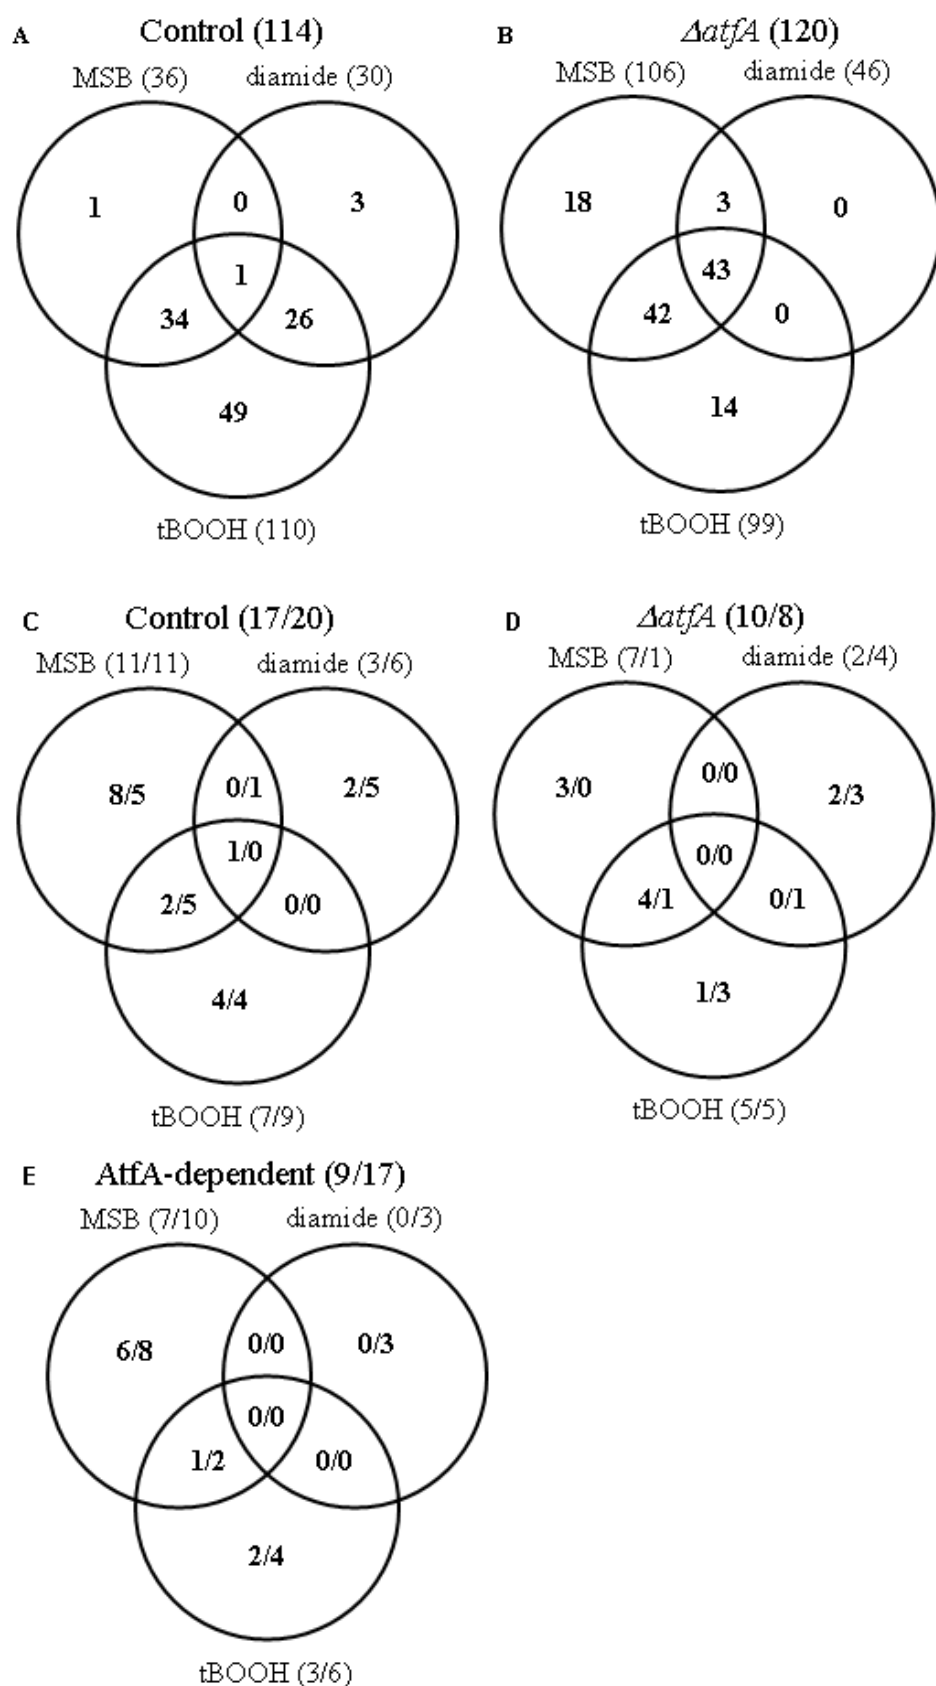 A Control (114)
MSB (36) diamide (30)
1 0 3
1
34 26
49
tBOOH (110)
B ΔatfA (120)
MSB (106) diamide (46)
18 3 0
43
42 0
14
tBOOH (99)
C Control (17/20)
MSB (11/11) diamide (3/6)
8/5 0/1 2/5
1/0
2/5 0/0
4/4
tBOOH (7/9)
D ΔatfA (10/8)
MSB (7/1) diamide (2/4)
3/0 0/0 2/3
0/0
4/1 0/1
1/3
tBOOH (5/5)
E AtfA-dependent (9/17)
MSB (7/10) diamide (0/3)
6/8 0/0 0/3
0/0
1/2 0/0
2/4
tBOOH (3/6)